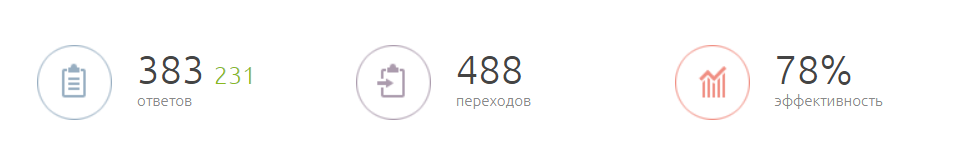 383 231
ответов
488
переходов
78%
эффективность